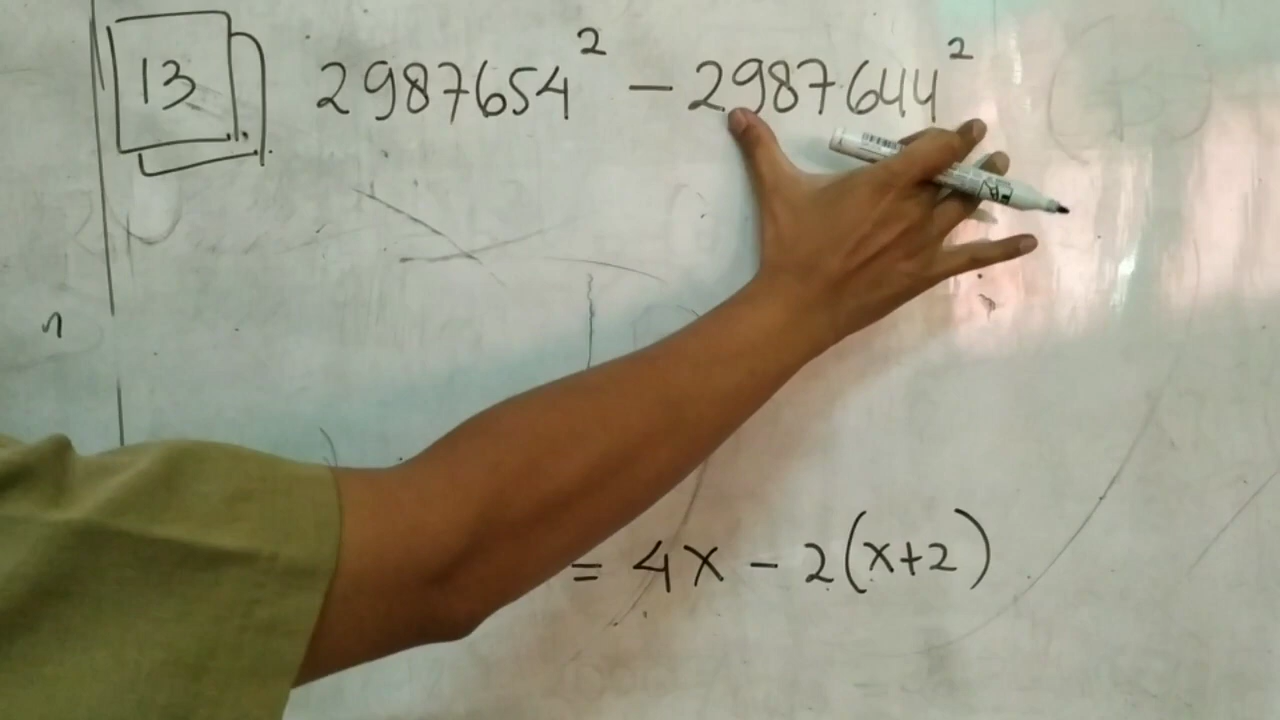 13 2987654² - 2987644²
n
= 4x - 2(x+2)